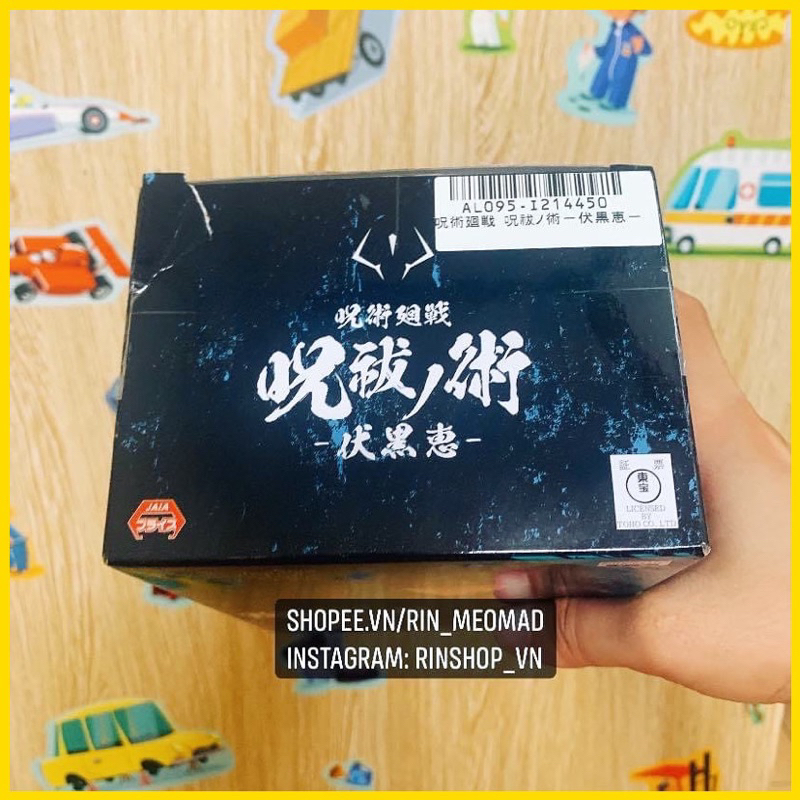 AL095-I214450
呪術廻戦 呪祓ノ術－伏黒恵－
呪術廻戦
呪祓ノ術
-伏黒恵-
証 票
東宝
LICENSED
BY
TOHO CO., LTD
JAIA
プライズ
SHOPEE.VN/RIN_MEOMAD
INSTAGRAM: RINSHOP_VN